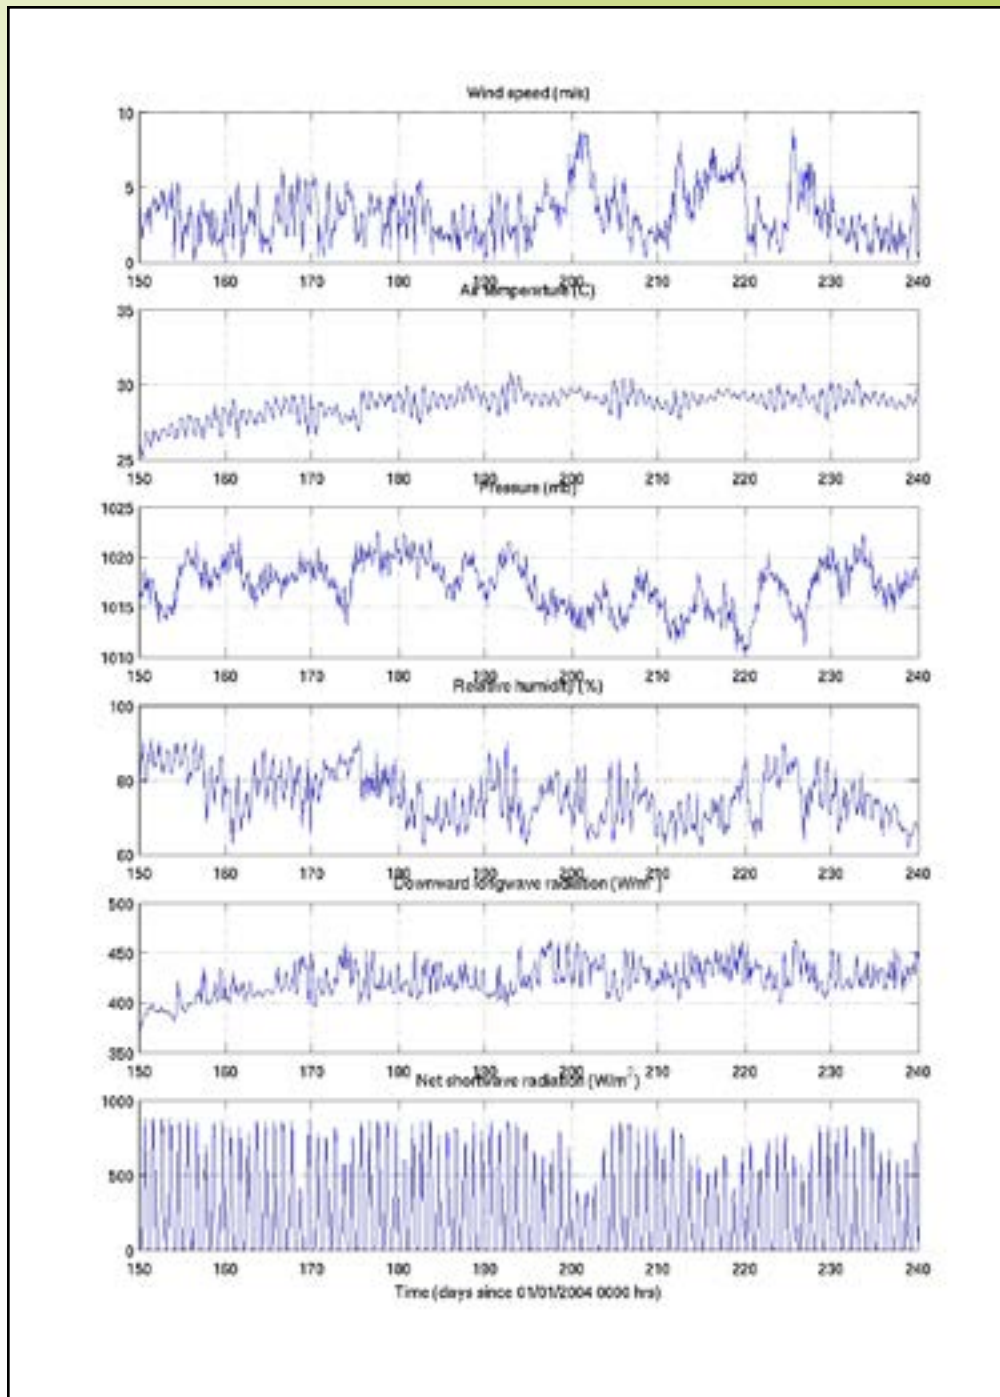 Wind speed (m/s)
10
5
0
150 160 170 180 190 200 210 220 230 240
Air temperature (C)
35
30
25
150 160 170 180 190 200 210 220 230 240
Pressure (mb)
1025
1020
1015
1010
150 160 170 180 190 200 210 220 230 240
Relative humidity (%)
100
80
60
150 160 170 180 190 200 210 220 230 240
Downward longwave radiation (W/m²)
500
450
400
350
150 160 170 180 190 200 210 220 230 240
Net shortwave radiation (W/m²)
1000
500
0
150 160 170 180 190 200 210 220 230 240
Time (days since 01/01/2004 0000 hrs)